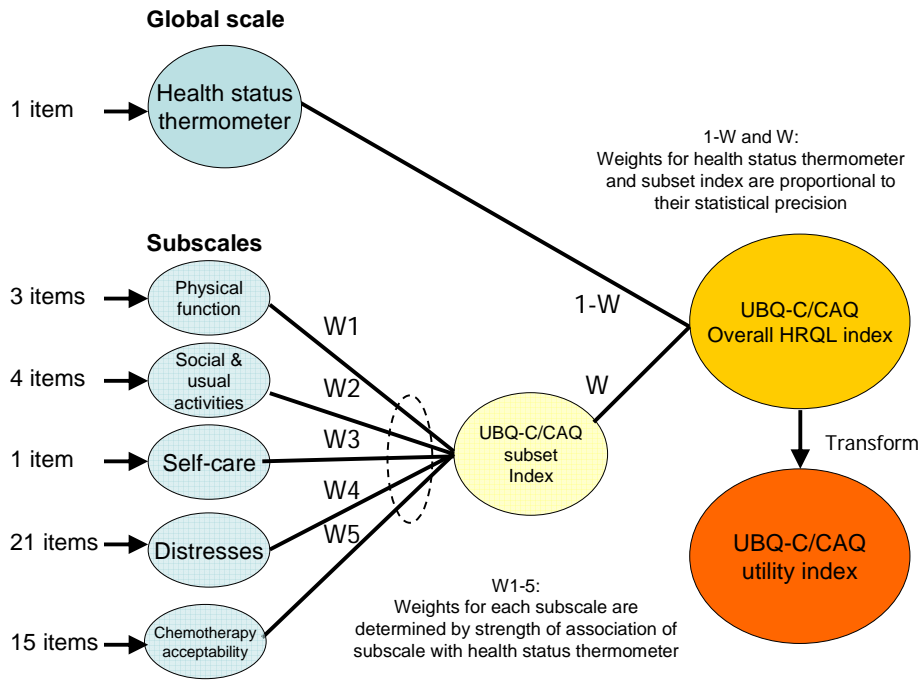 Global scale
1 item
Health status
thermometer
1-W and W:
Weights for health status thermometer
and subset index are proportional to
their statistical precision
Subscales
3 items
Physical
function
W1
1-W
UBQ-C/CAQ
Overall HRQL index
4 items
Social &
usual
activities
W2
W
1 item
Self-care
W3
UBQ-C/CAQ
subset
Index
Transform
W4
21 items
Distresses
W5
UBQ-C/CAQ
utility index
15 items
Chemotherapy
acceptability
W1-5:
Weights for each subscale are
determined by strength of association of
subscale with health status thermometer